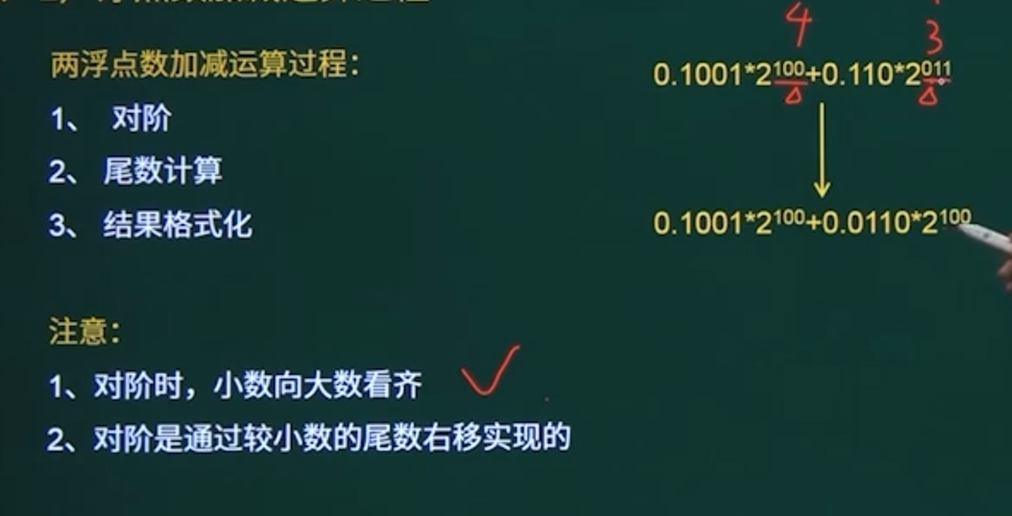 两浮点数加减运算过程：
1、 对阶
2、 尾数计算
3、 结果格式化
4 3
0.1001*2^100+0.110*2^011
0.1001*2^100+0.0110*2^100
注意：
1、对阶时，小数向大数看齐
2、对阶是通过较小数的尾数右移实现的